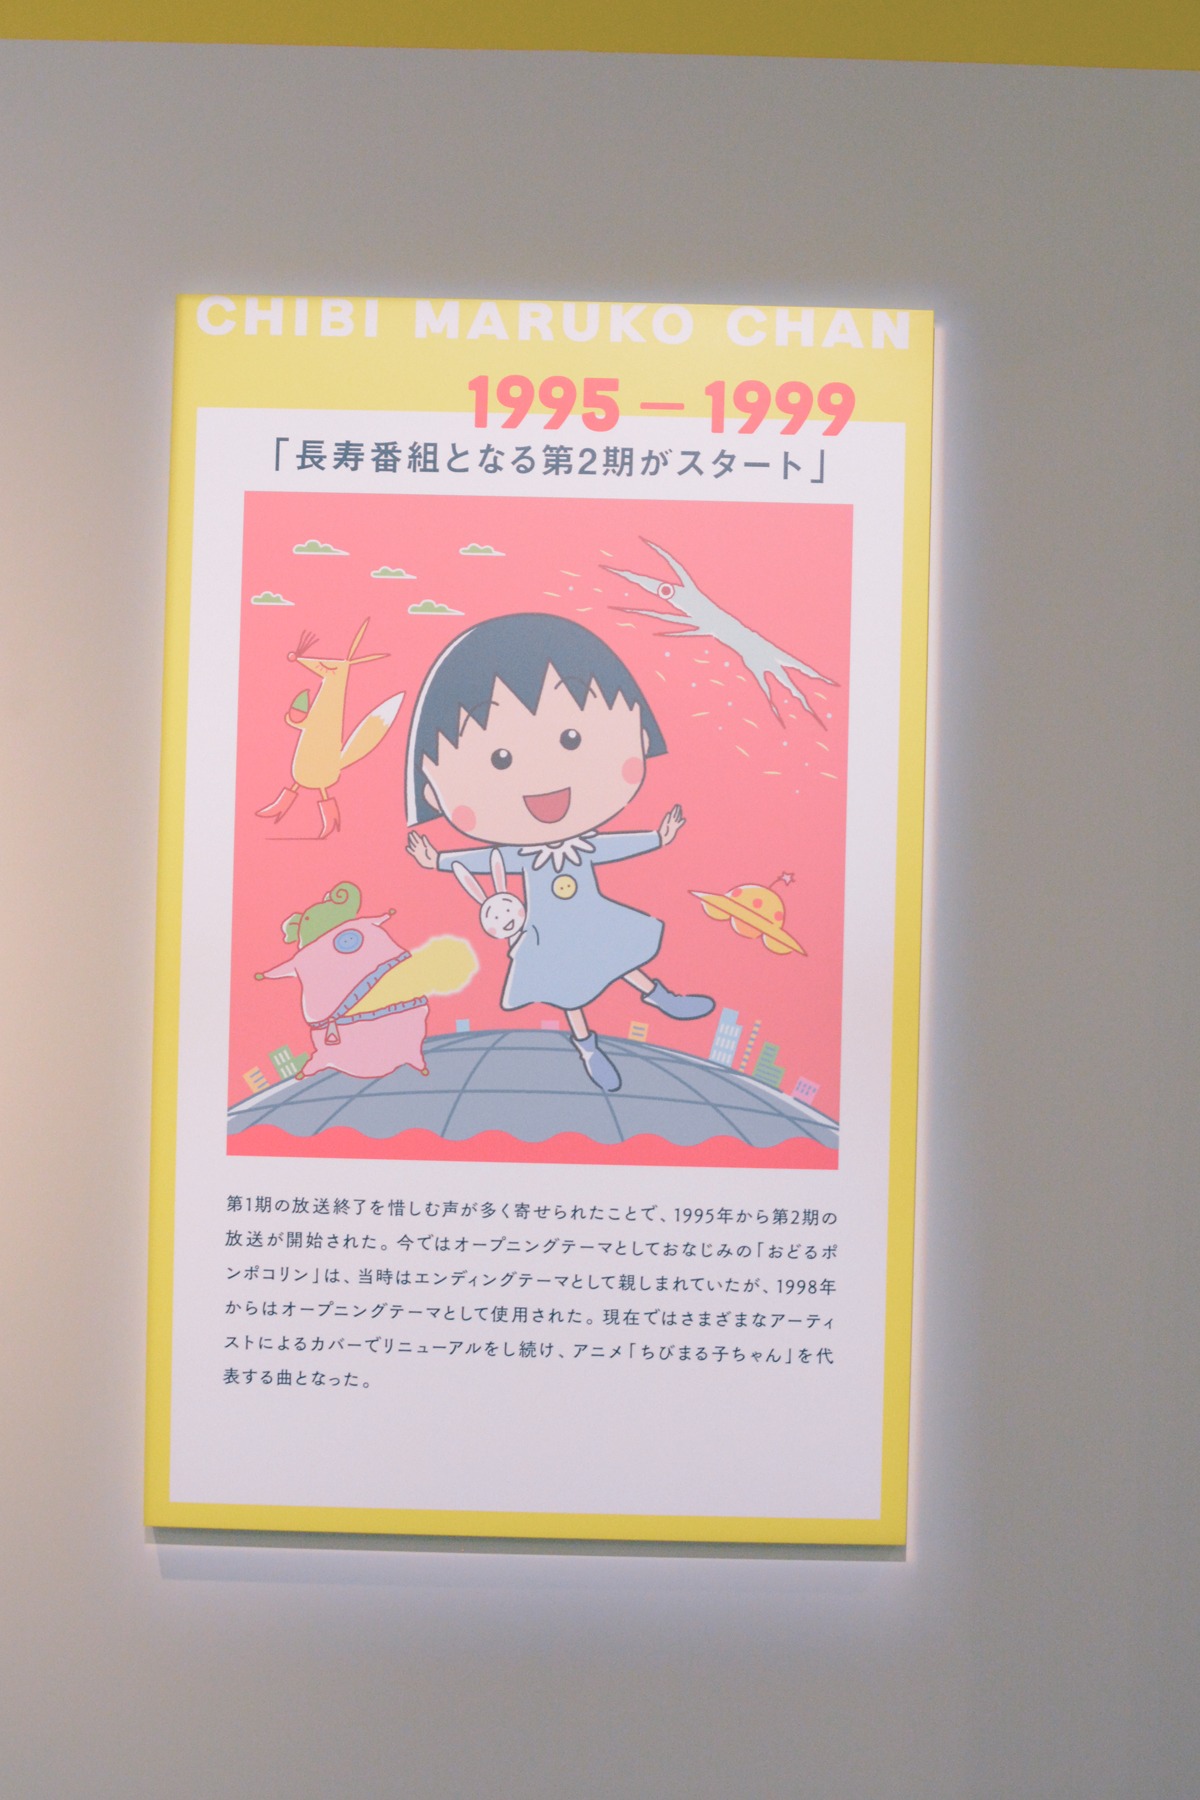 CHIBI MARUKO CHAN
1995－1999
「長寿番組となる第2期がスタート」
第1期の放送終了を惜しむ声が多く寄せられたことで、1995年から第2期の
放送が開始された。今ではオープニングテーマとしておなじみの「おどるポ
ンポコリン」は、当時はエンディングテーマとして親しまれていたが、1998年
からはオープニングテーマとして使用された。現在ではさまざまなアーティ
ストによるカバーでリニューアルをし続け、アニメ「ちびまる子ちゃん」を代
表する曲となった。